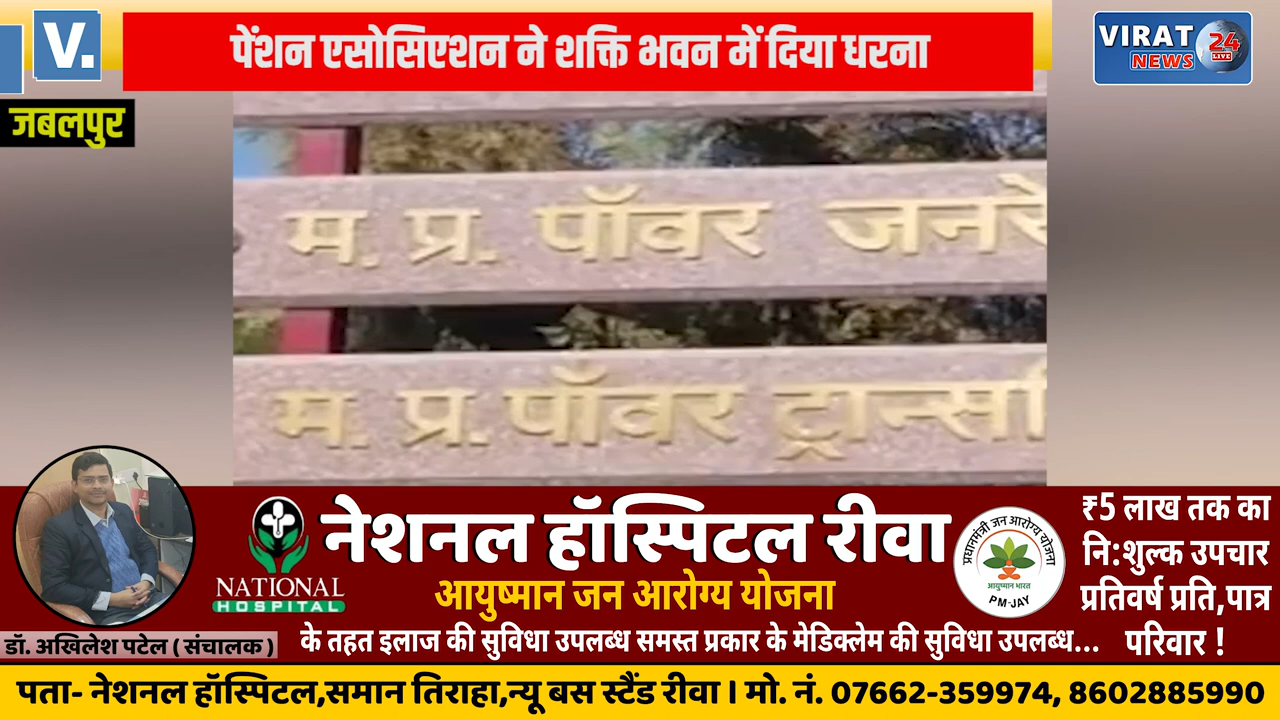 V.
पेंशन एसोसिएशन ने शक्ति भवन में दिया धरना
VIRAT
NEWS
24
LIVE
जबलपुर
म. प्र. पॉवर जनरे
म. प्र. पॉवर ट्रान्स
नेशनल हॉस्पिटल रीवा
NATIONAL
HOSPITAL
आयुष्मान जन आरोग्य योजना
प्रधानमंत्री जन आरोग्य योजना
आयुष्मान भारत
PM-JAY
₹5 लाख तक का
नि:शुल्क उपचार
प्रतिवर्ष प्रति,पात्र
परिवार !
डॉ. अखिलेश पटेल ( संचालक )
के तहत इलाज की सुविधा उपलब्ध समस्त प्रकार के मेडिक्लेम की सुविधा उपलब्ध...
पता- नेशनल हॉस्पिटल,समान तिराहा,न्यू बस स्टैंड रीवा । मो. नं. 07662-359974, 8602885990